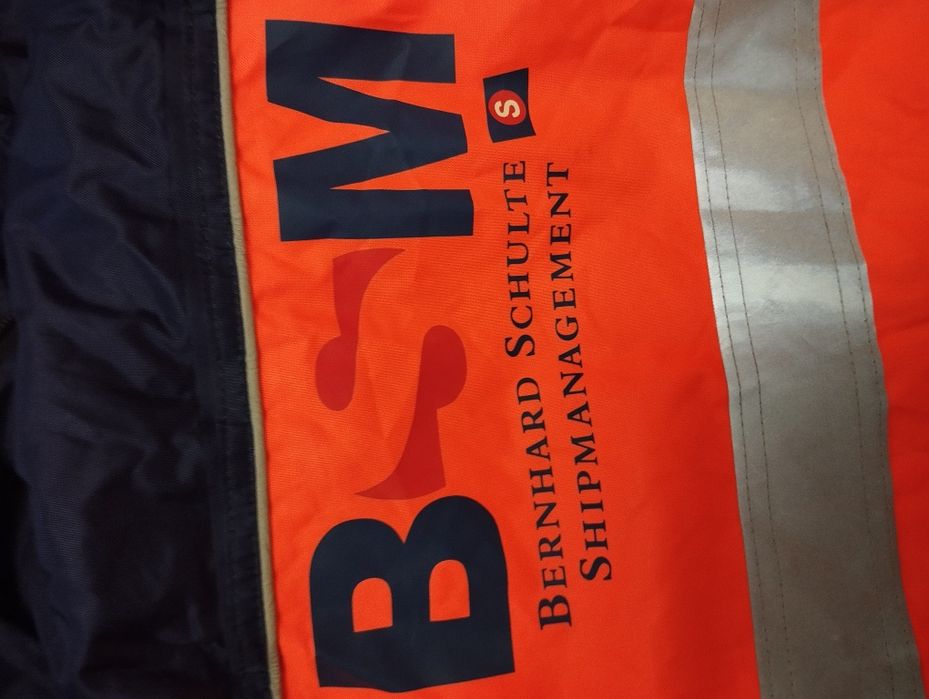 BSM
S
BERNHARD SCHULTE
SHIPMANAGEMENT